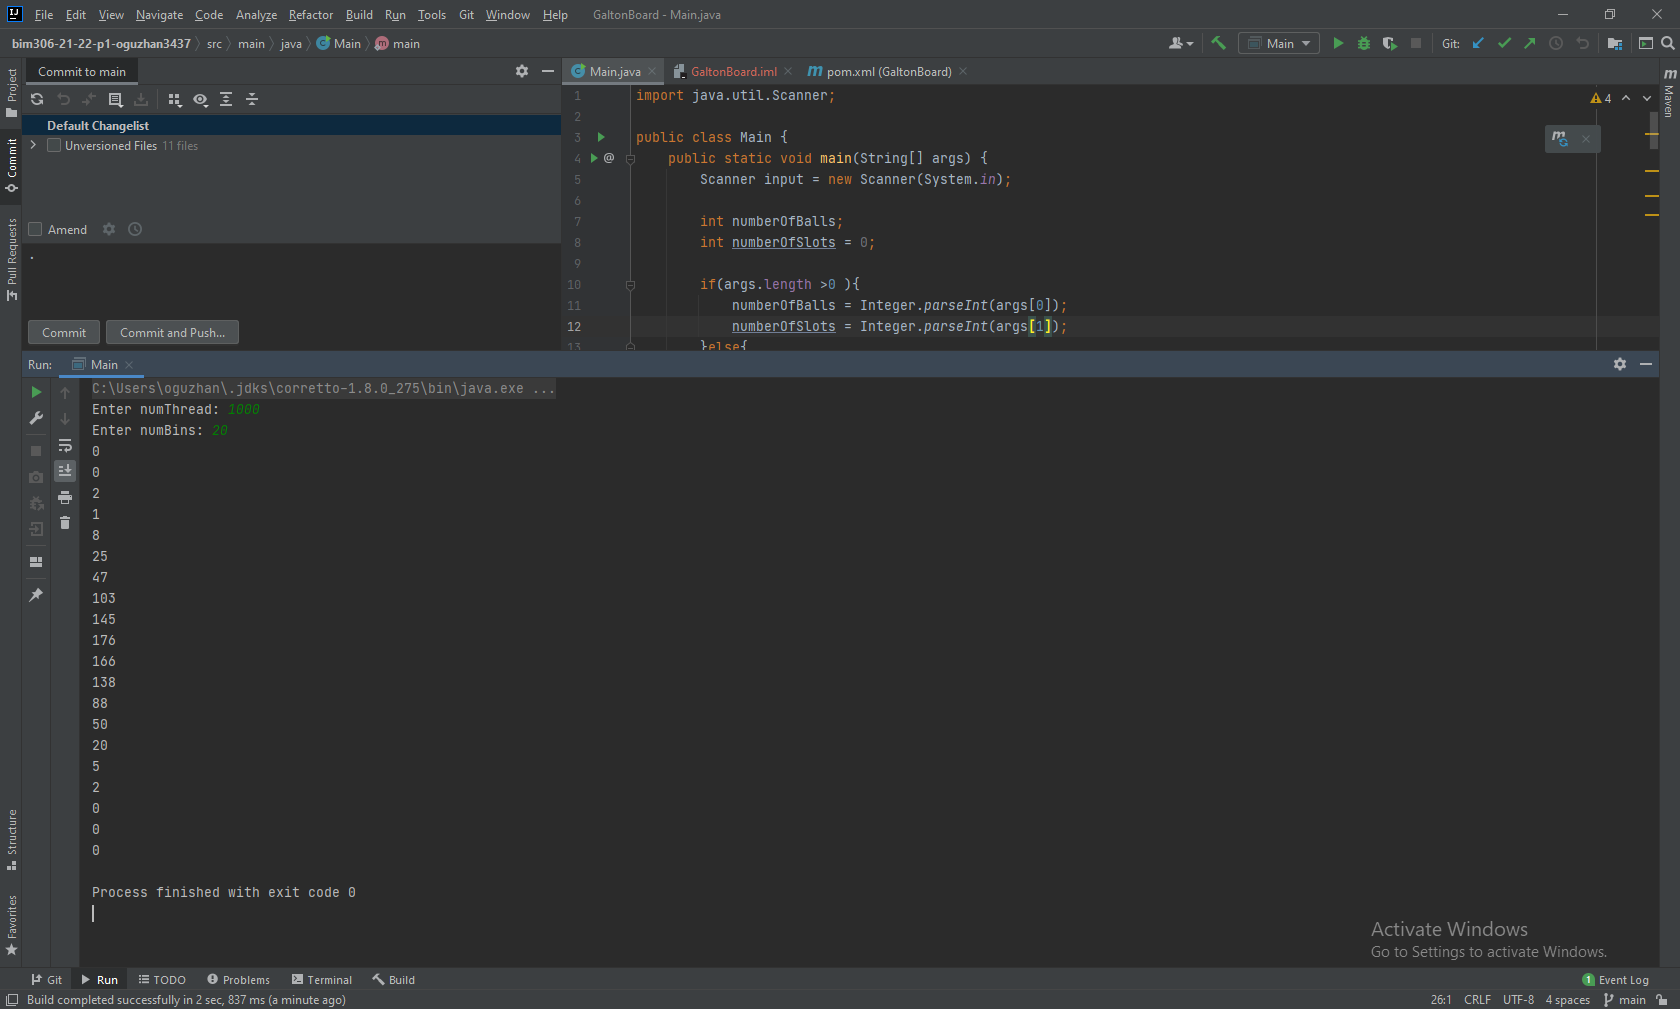 File Edit View Navigate Code Analyze Refactor Build Run Tools Git Window Help GaltonBoard - Main.java
bim306-21-22-p1-oguzhan3437 src main java Main main
Main Git:
Commit to main
Main.java GaltonBoard.iml pom.xml (GaltonBoard)
Project
Commit
Pull Requests
Structure
Favorites
Maven
Default Changelist
Unversioned Files 11 files
Amend
.
Commit Commit and Push...
4
1 import java.util.Scanner;
2
3 public class Main {
4 @ public static void main(String[] args) {
5 Scanner input = new Scanner(System.in);
6
7 int numberOfBalls;
8 int numberOfSlots = 0;
9
10 if(args.length >0 ){
11 numberOfBalls = Integer.parseInt(args[0]);
12 numberOfSlots = Integer.parseInt(args[1]);
13 }else{
Run: Main
C:\Users\oguzhan\.jdks\corretto-1.8.0_275\bin\java.exe ...
Enter numThread: 1000
Enter numBins: 20
0
0
2
1
8
25
47
103
145
176
166
138
88
50
20
5
2
0
0
0
Process finished with exit code 0
Activate Windows
Go to Settings to activate Windows.
Git Run TODO Problems Terminal Build 1 Event Log
Build completed successfully in 2 sec, 837 ms (a minute ago) 26:1 CRLF UTF-8 4 spaces main